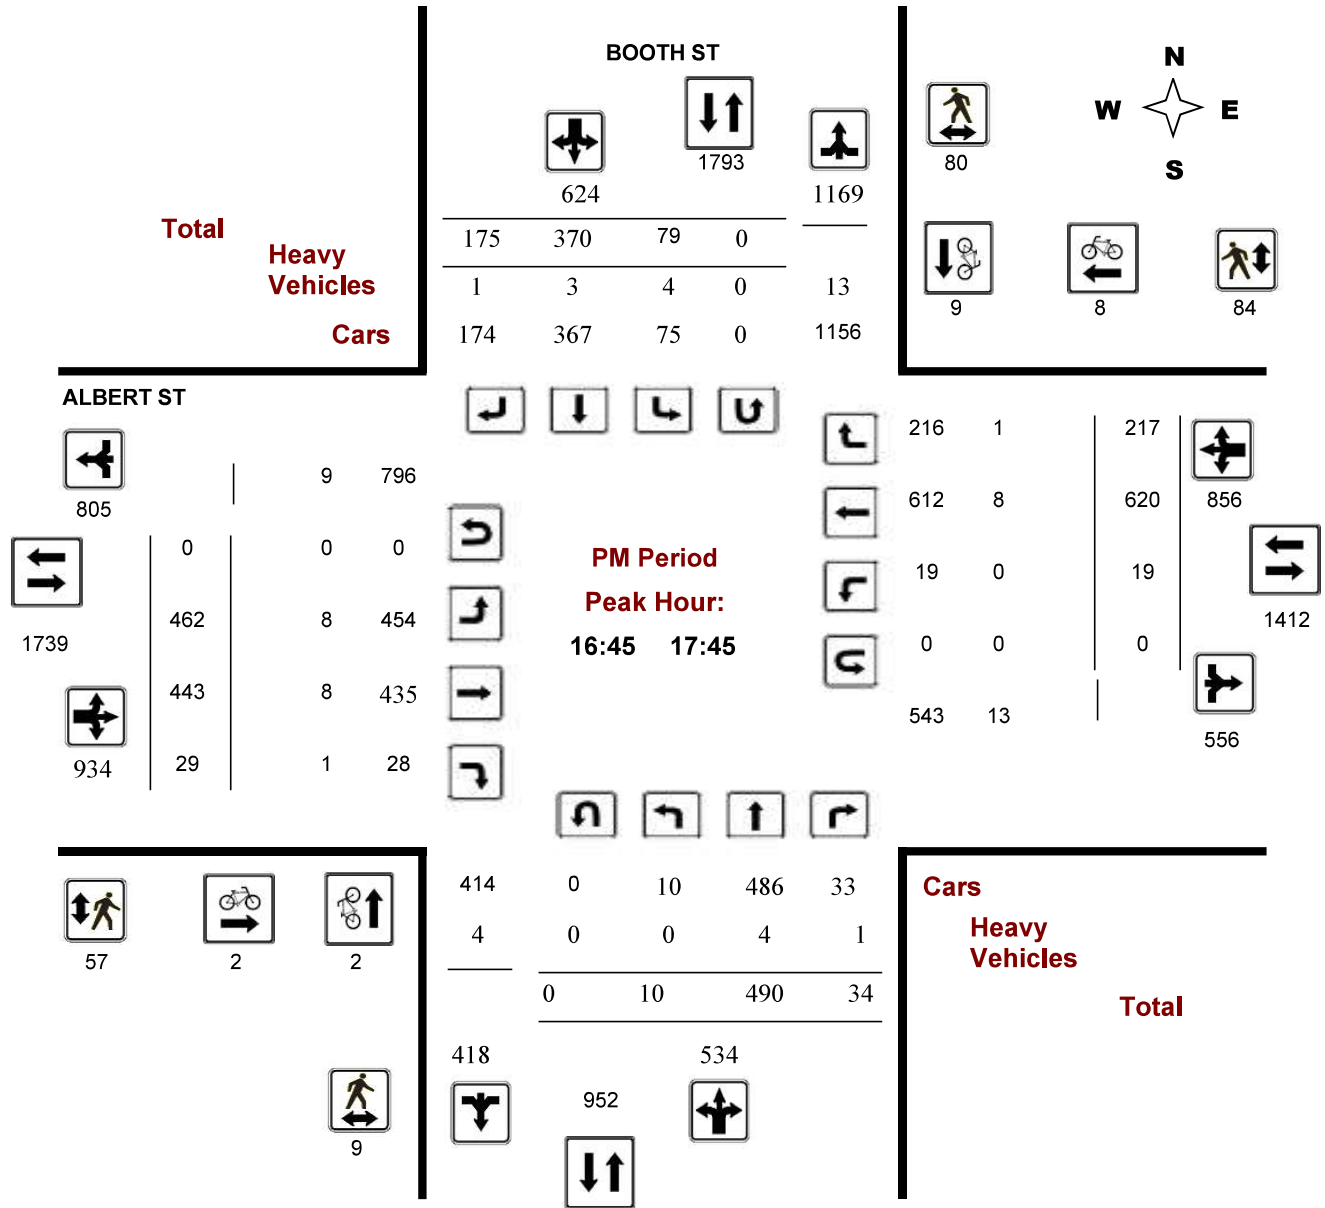 BOOTH ST
N
W E
S
1793
80
624
1169
Total
175 370 79 0
Heavy
Vehicles
1 3 4 0 13
9 8 84
Cars
174 367 75 0 1156
ALBERT ST
216 1 217
9 796
805
612 8 620 856
0 0 0
PM Period
19 0 19
Peak Hour:
462 8 454
1739
16:45 17:45
0 0 0
1412
443 8 435
543 13
556
934 29 1 28
414 0 10 486 33
Cars
4 0 0 4 1
Heavy
Vehicles
57 2 2
0 10 490 34
Total
418 534
952
9